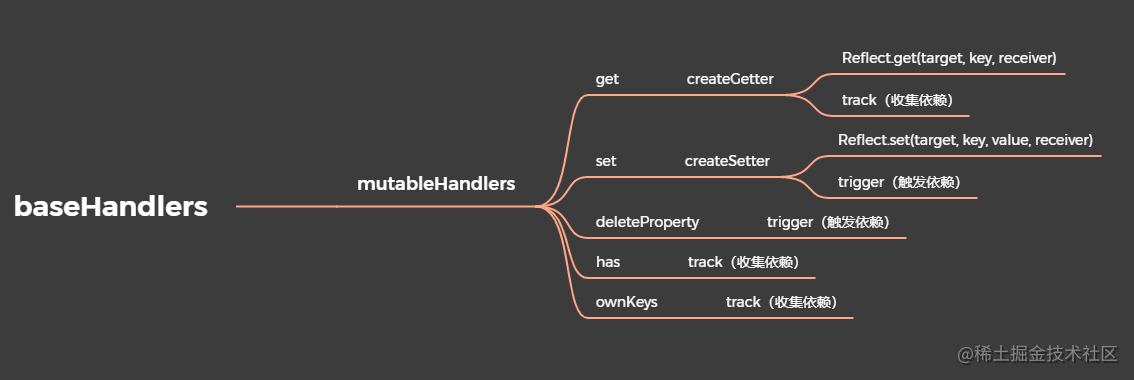 baseHandlers
mutableHandlers
get createGetter
Reflect.get(target, key, receiver)
track（收集依赖）
set createSetter
Reflect.set(target, key, value, receiver)
trigger（触发依赖）
deleteProperty trigger（触发依赖）
has track（收集依赖）
ownKeys track（收集依赖）
@稀土掘金技术社区